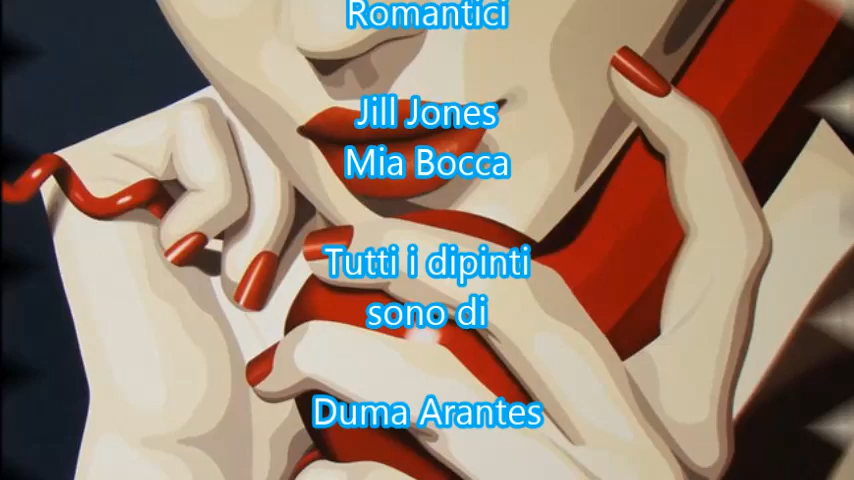 Romantici
Jill Jones
Mia Bocca
Tutti i dipinti
sono di
Duma Arantes